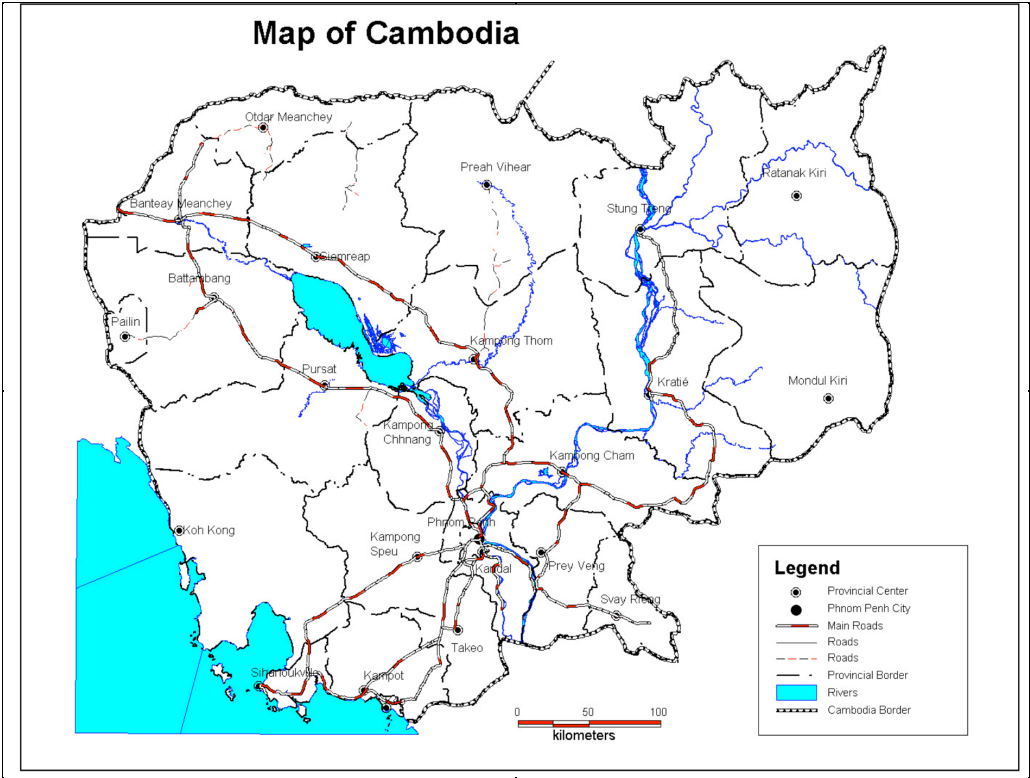 Map of Cambodia
Otdar Meanchey
Preah Vihear
Ratanak Kiri
Banteay Meanchey
Stung Treng
Siemreap
Battambang
Pailin
Kampong Thom
Pursat
Kratié
Mondul Kiri
Kampong
Chhnang
Kampong Cham
Phnom Penh
Koh Kong
Kampong
Speu
Kandal
Prey Veng
Svay Rieng
Takeo
Sihanoukville
Kampot
Legend
Provincial Center
Phnom Penh City
Main Roads
Roads
Roads
Provincial Border
Rivers
Cambodia Border
0 50 100
kilometers